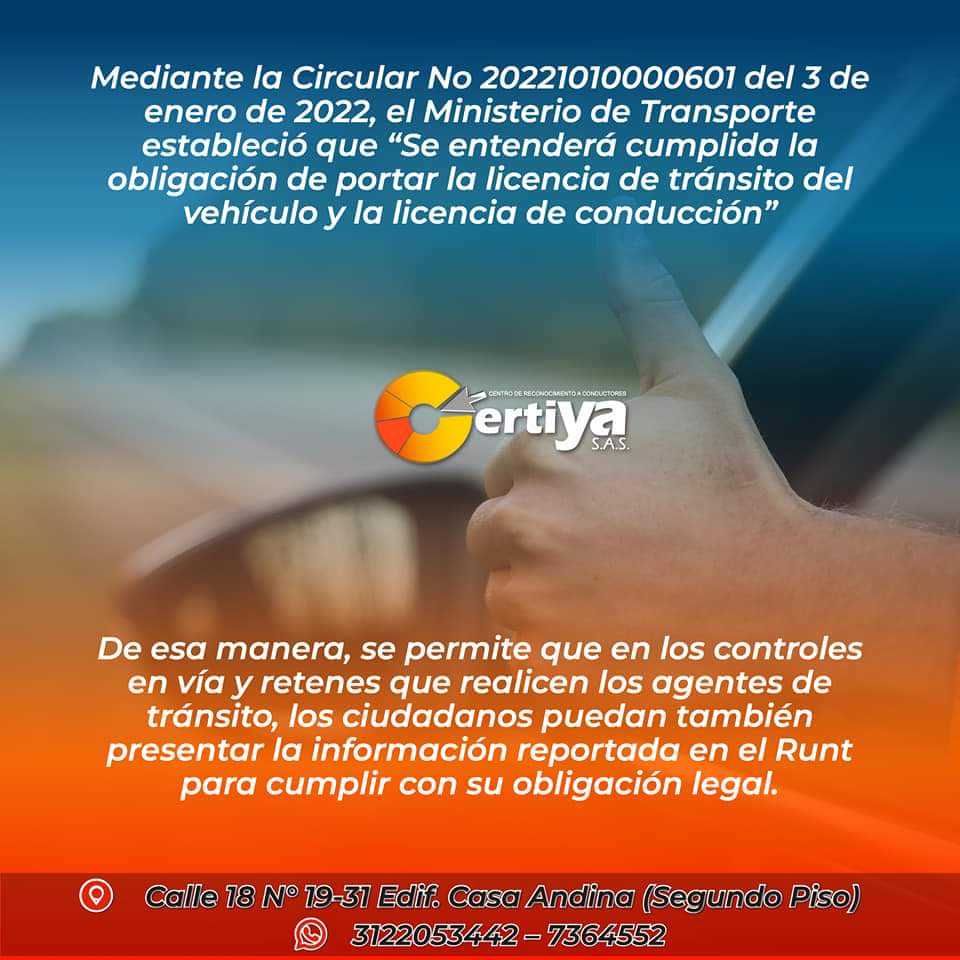 Mediante la Circular No 20221010000601 del 3 de
enero de 2022, el Ministerio de Transporte
estableció que “Se entenderá cumplida la
obligación de portar la licencia de tránsito del
vehículo y la licencia de conducción”
CENTRO DE RECONOCIMIENTO A CONDUCTORES
Certiya
S.A.S.
De esa manera, se permite que en los controles
en vía y retenes que realicen los agentes de
tránsito, los ciudadanos puedan también
presentar la información reportada en el Runt
para cumplir con su obligación legal.
Calle 18 N° 19-31 Edif. Casa Andina (Segundo Piso)
3122053442 – 7364552